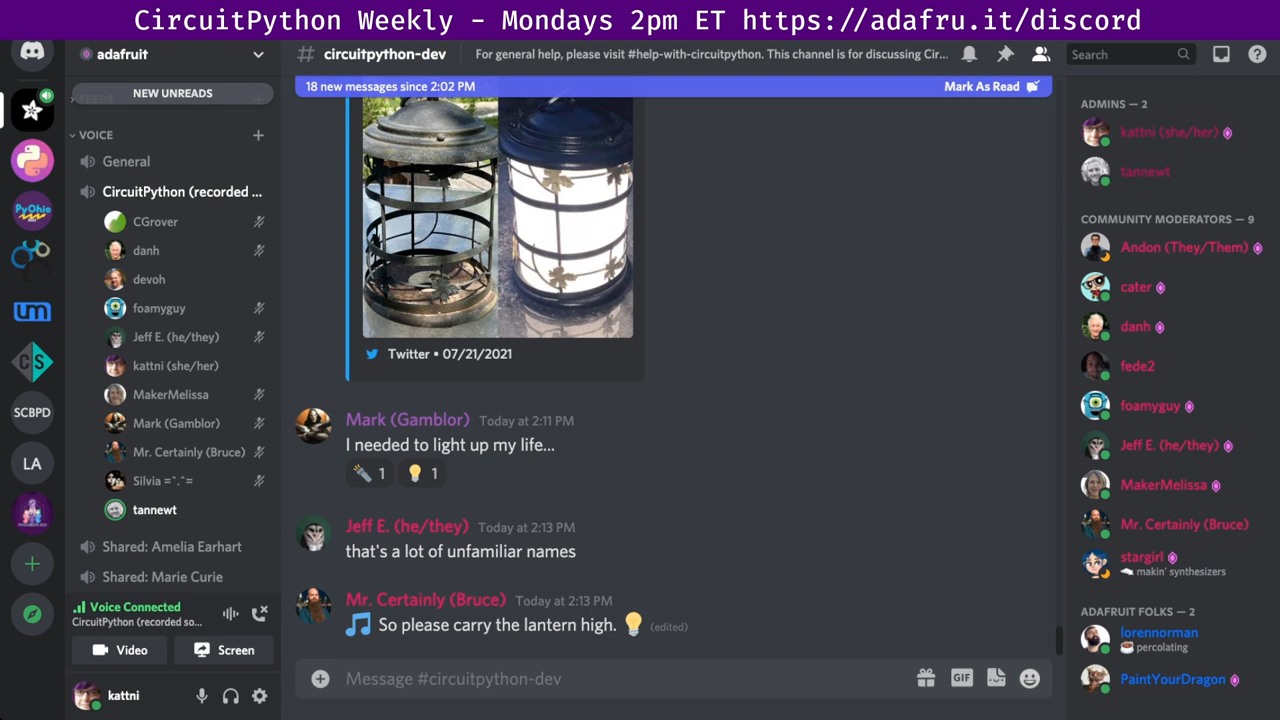 CircuitPython Weekly - Mondays 2pm ET https://adafru.it/discord
adafruit
NEW UNREADS
VOICE
General
CircuitPython (recorded ...
CGrover
danh
devoh
foamyguy
Jeff E. (he/they)
kattni (she/her)
MakerMelissa
Mark (Gamblor)
Mr. Certainly (Bruce)
Silvia =^.^=
tannewt
Shared: Amelia Earhart
Shared: Marie Curie
Voice Connected
CircuitPython (recorded so...
Video
Screen
kattni
PyOhio
um
CS
SCBPD
LA
# circuitpython-dev
For general help, please visit #help-with-circuitpython. This channel is for discussing Cir...
Search
18 new messages since 2:02 PM
Mark As Read
Twitter • 07/21/2021
Mark (Gamblor) Today at 2:11 PM
I needed to light up my life...
1 1
Jeff E. (he/they) Today at 2:13 PM
that's a lot of unfamiliar names
Mr. Certainly (Bruce) Today at 2:13 PM
🎵 So please carry the lantern high. 💡 (edited)
Message #circuitpython-dev
GIF
ADMINS — 2
kattni (she/her)
tannewt
COMMUNITY MODERATORS — 9
Andon (They/Them)
cater
danh
fede2
foamyguy
Jeff E. (he/they)
MakerMelissa
Mr. Certainly (Bruce)
stargirl
makin' synthesizers
ADAFRUIT FOLKS — 2
lorennorman
percolating
PaintYourDragon